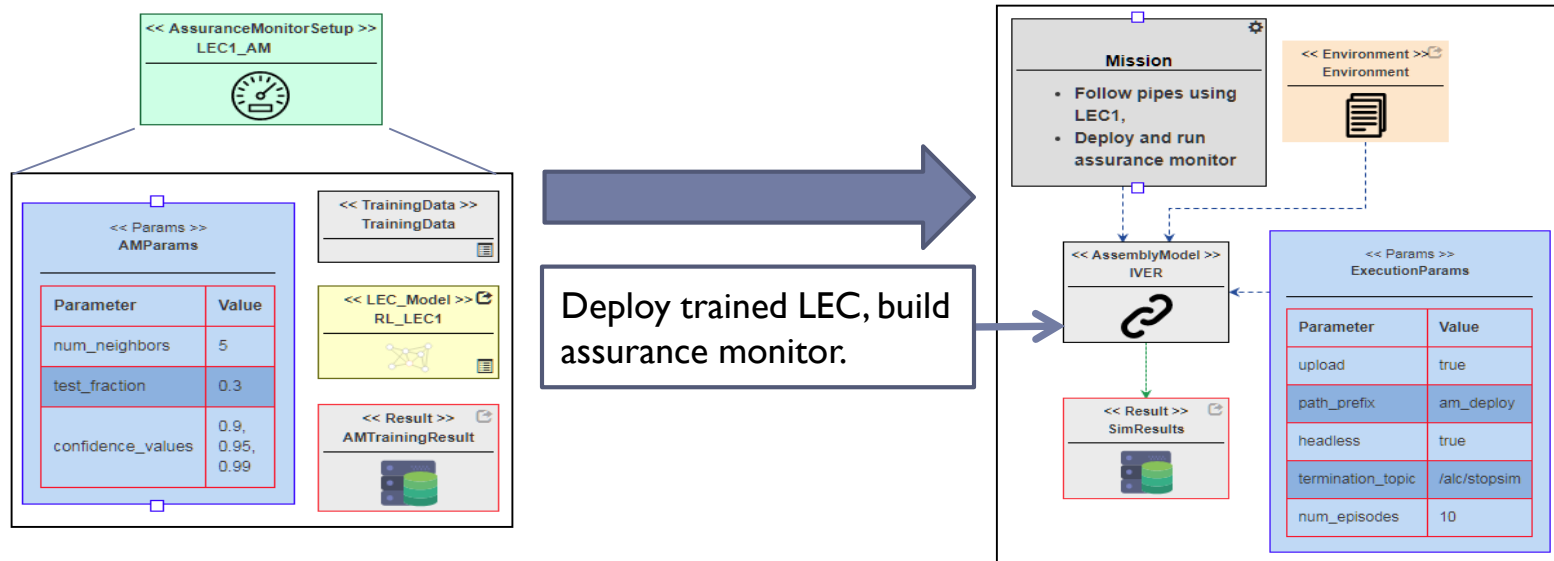 << AssuranceMonitorSetup >>
LEC1_AM
<< Params >>
AMParams
Parameter Value
num_neighbors 5
test_fraction 0.3
confidence_values 0.9,
0.95,
0.99
<< TrainingData >>
TrainingData
<< LEC_Model >>
RL_LEC1
<< Result >>
AMTrainingResult
Deploy trained LEC, build
assurance monitor.
Mission
• Follow pipes using
LEC1,
• Deploy and run
assurance monitor
<< Environment >>
Environment
<< AssemblyModel >>
IVER
<< Result >>
SimResults
<< Params >>
ExecutionParams
Parameter Value
upload true
path_prefix am_deploy
headless true
termination_topic /alc/stopsim
num_episodes 10